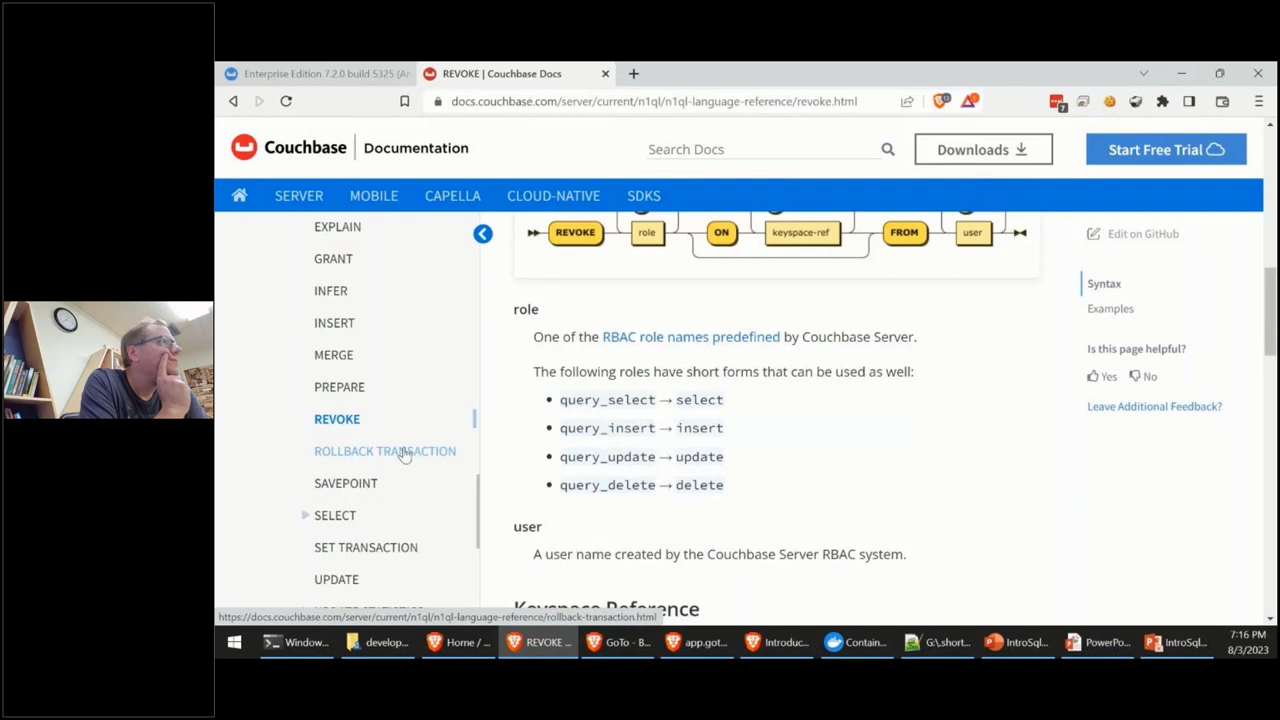 Enterprise Edition 7.2.0 build 5325 (An
REVOKE | Couchbase Docs
docs.couchbase.com/server/current/n1ql/n1ql-language-reference/revoke.html
7
Couchbase
Documentation
Search Docs
Downloads
Start Free Trial
SERVER MOBILE CAPELLA CLOUD-NATIVE SDKS
EXPLAIN
GRANT
INFER
INSERT
MERGE
PREPARE
REVOKE
ROLLBACK TRANSACTION
SAVEPOINT
SELECT
SET TRANSACTION
UPDATE
REVOKE role ON keyspace-ref FROM user
role
One of the RBAC role names predefined by Couchbase Server.
The following roles have short forms that can be used as well:
• query_select → select
• query_insert → insert
• query_update → update
• query_delete → delete
user
A user name created by the Couchbase Server RBAC system.
Keyspace Reference
Edit on GitHub
Syntax
Examples
Is this page helpful?
Yes No
Leave Additional Feedback?
https://docs.couchbase.com/server/current/n1ql/n1ql-language-reference/rollback-transaction.html
Window...
develop...
Home / ...
REVOKE ...
GoTo - B...
app.got...
Introduc...
Contain...
G:\.short...
IntroSql...
PowerPo...
IntroSql...
7:16 PM
8/3/2023